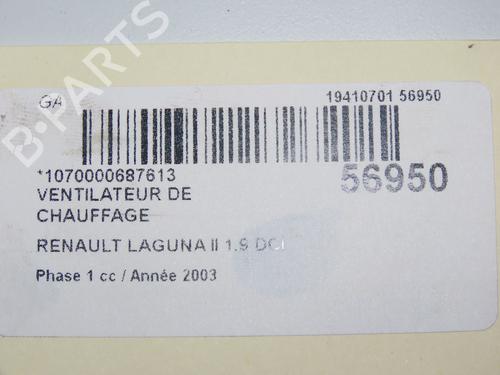 GA
19410701 56950
*1070000687613
56950
VENTILATEUR DE
CHAUFFAGE
RENAULT LAGUNA II 1.9 DCI
Phase 1 cc / Année 2003
B-PARTS